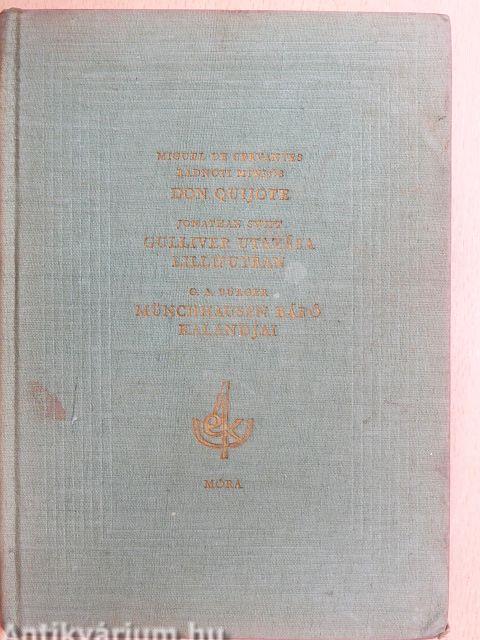 MIGUEL DE CERVANTES
RADNÓTI MIKLÓS
DON QUIJOTE
JONATHAN SWIFT
GULLIVER UTAZÁSA
LILLIPUTBAN
G. A. BÜRGER
MÜNCHHAUSEN BÁRÓ
KALANDJAI
MÓRA
Antikvárium.hu